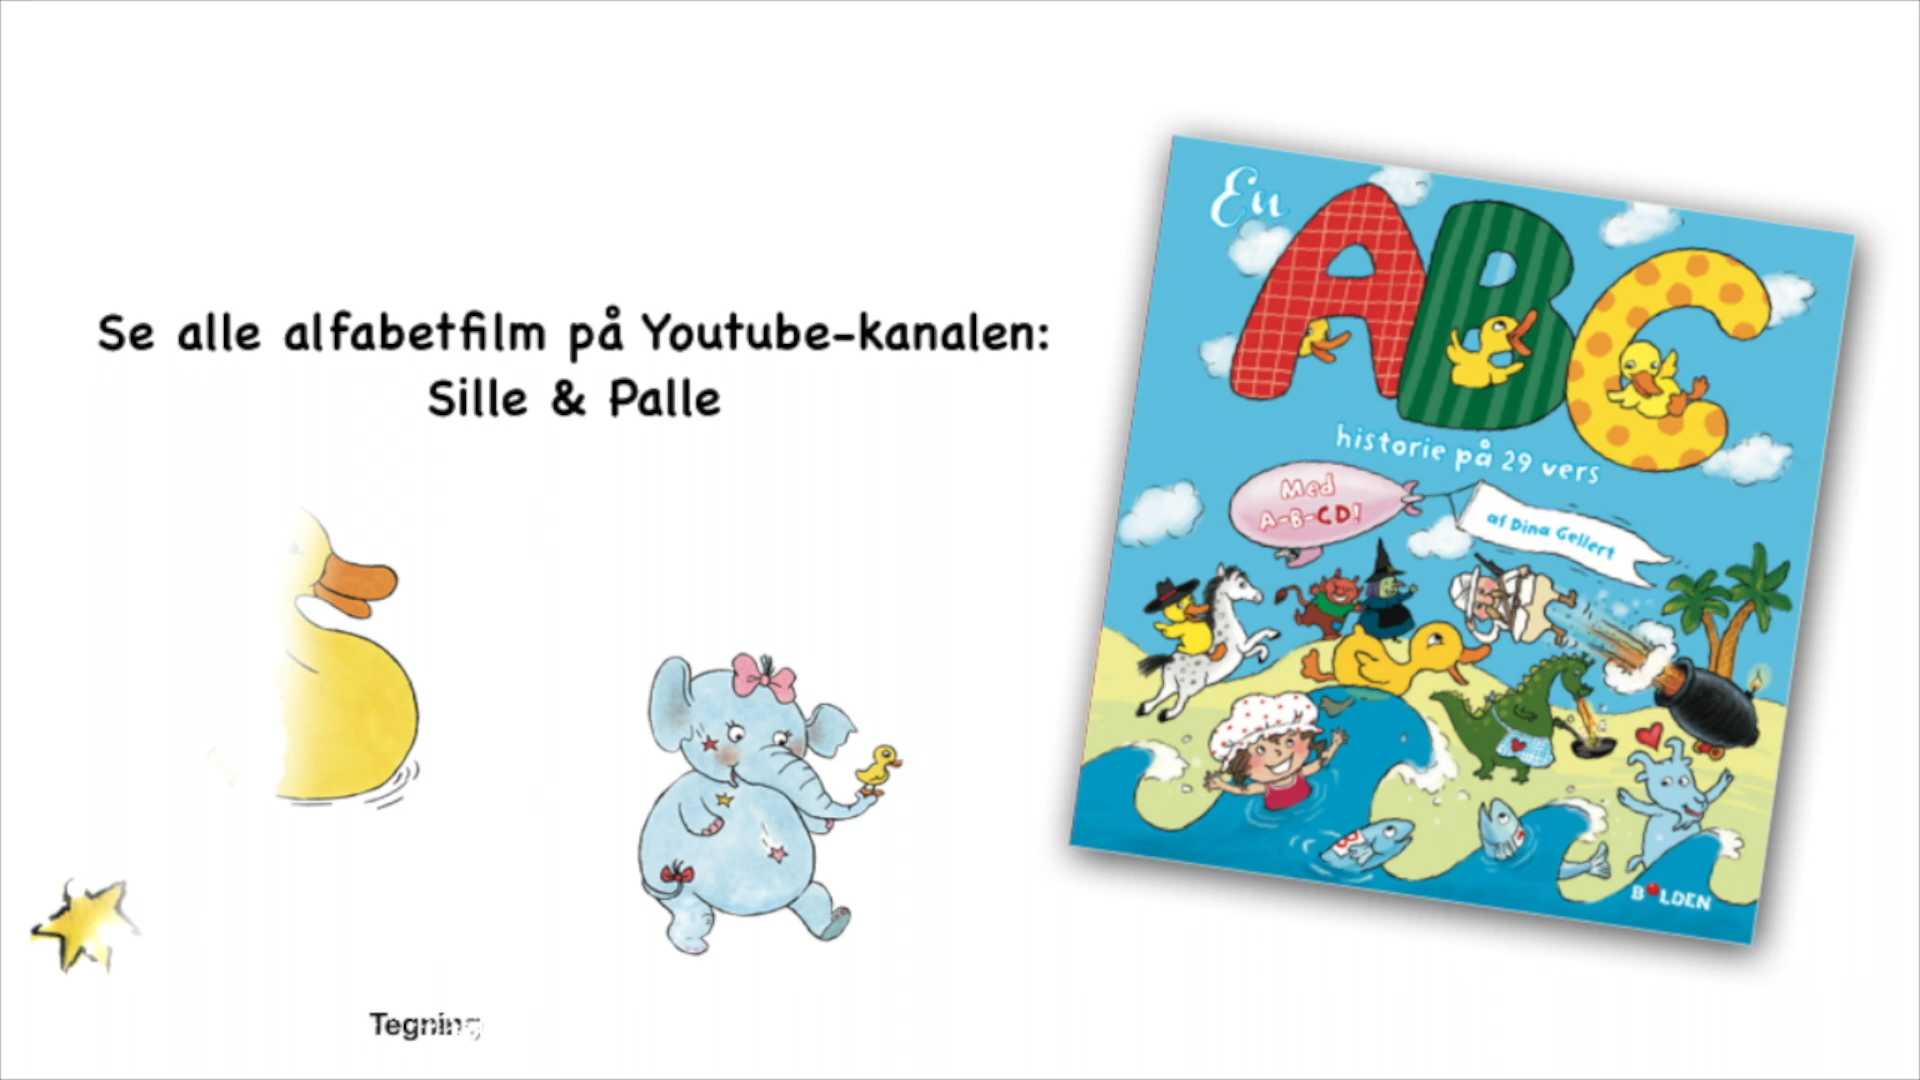 Se alle alfabetfilm på Youtube-kanalen:
Sille & Palle
En
ABC
historie på 29 vers
Med
A-B-CD!
af Dina Gellert
BOLDEN
Tegning